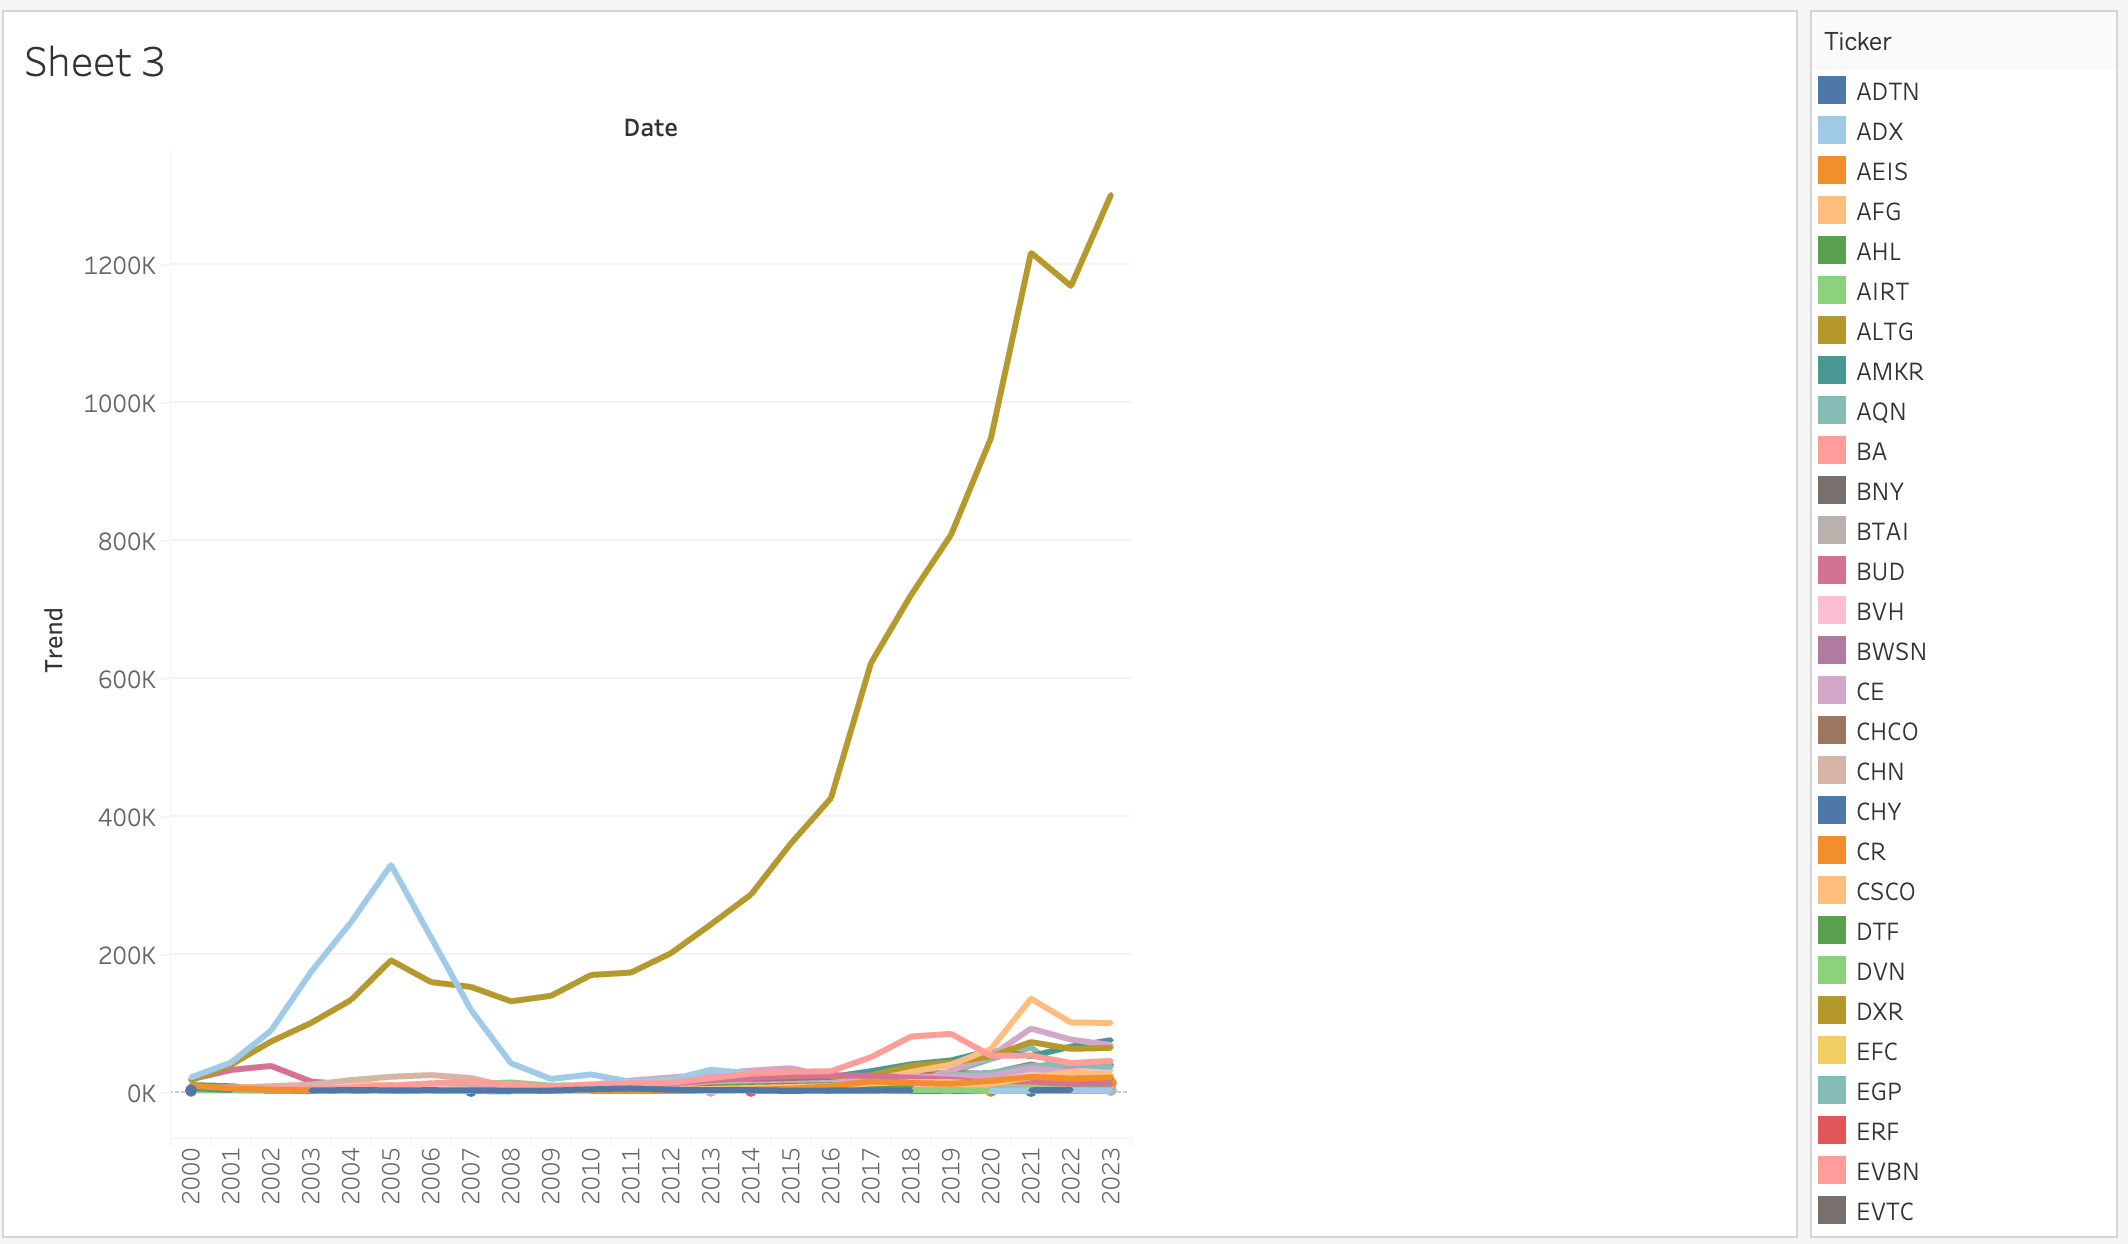 Sheet 3
Date
Trend
1200K
1000K
800K
600K
400K
200K
0K
2000
2001
2002
2003
2004
2005
2006
2007
2008
2009
2010
2011
2012
2013
2014
2015
2016
2017
2018
2019
2020
2021
2022
2023
Ticker
ADTN
ADX
AEIS
AFG
AHL
AIRT
ALTG
AMKR
AQN
BA
BNY
BTAI
BUD
BVH
BWSN
CE
CHCO
CHN
CHY
CR
CSCO
DTF
DVN
DXR
EFC
EGP
ERF
EVBN
EVTC